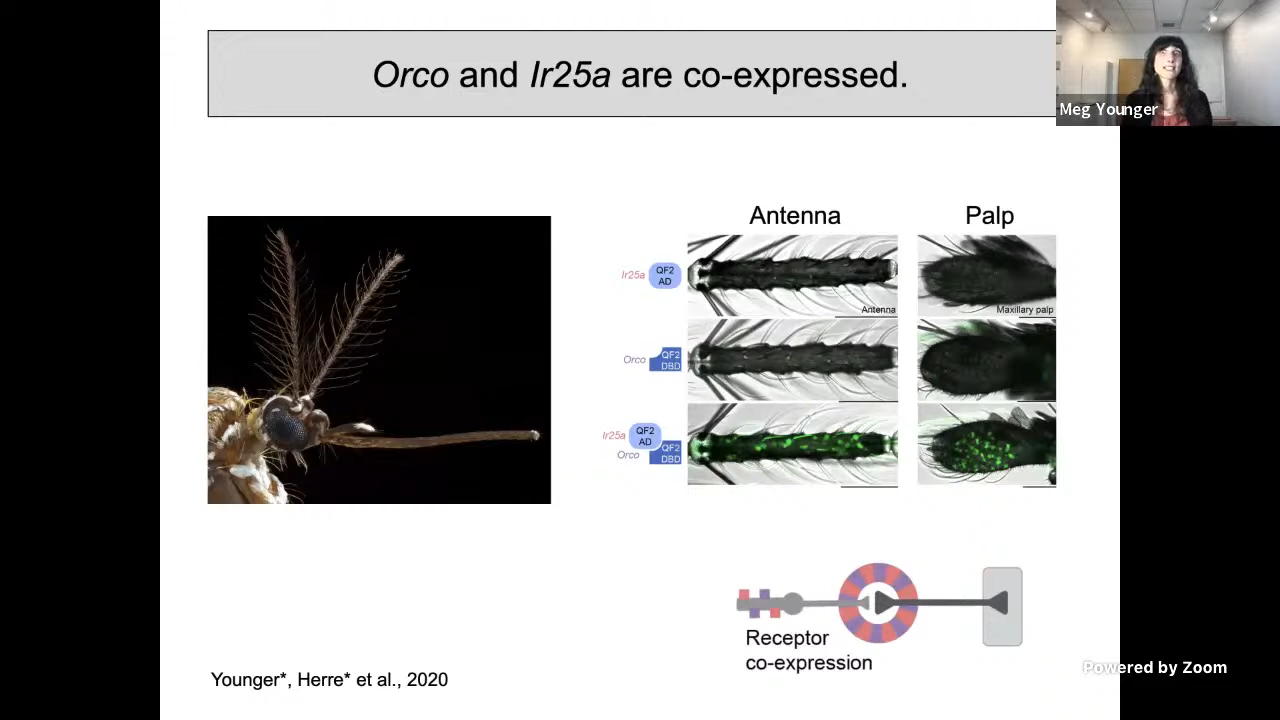 Orco and Ir25a are co-expressed.
Meg Younger
Antenna
Palp
Ir25a
QF2
AD
Antenna
Maxillary palp
Orco
QF2
DBD
Ir25a
QF2
AD
Orco
QF2
DBD
Receptor
co-expression
Younger*, Herre* et al., 2020
Powered by Zoom